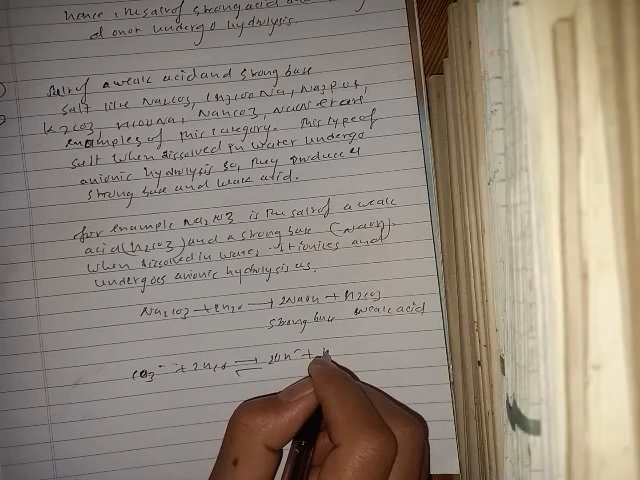 hence, the salt of strong acid and
d onot undergo hydrolysis.
Salt of a weak acid and strong base
salt like Na2CO3, CH3COONa, Na3PO4,
K2CO3, HCOONa, NaHCO3, NaCN etc are
examples of this category. This type of
salt when dissolved in water undergo
anionic hydrolysis so, they produce a
strong base and weak acid.
for example Na2CO3 is the salt of a weak
acid (H2CO3) and a strong base (NaOH).
When dissolved in water, it ionices and
undergoes anionic hydrolysis as,
Na2CO3 + 2H2O → 2NaOH + H2CO3
strong base weak acid
CO3-- + 2H2O ⇌ 2OH- + H